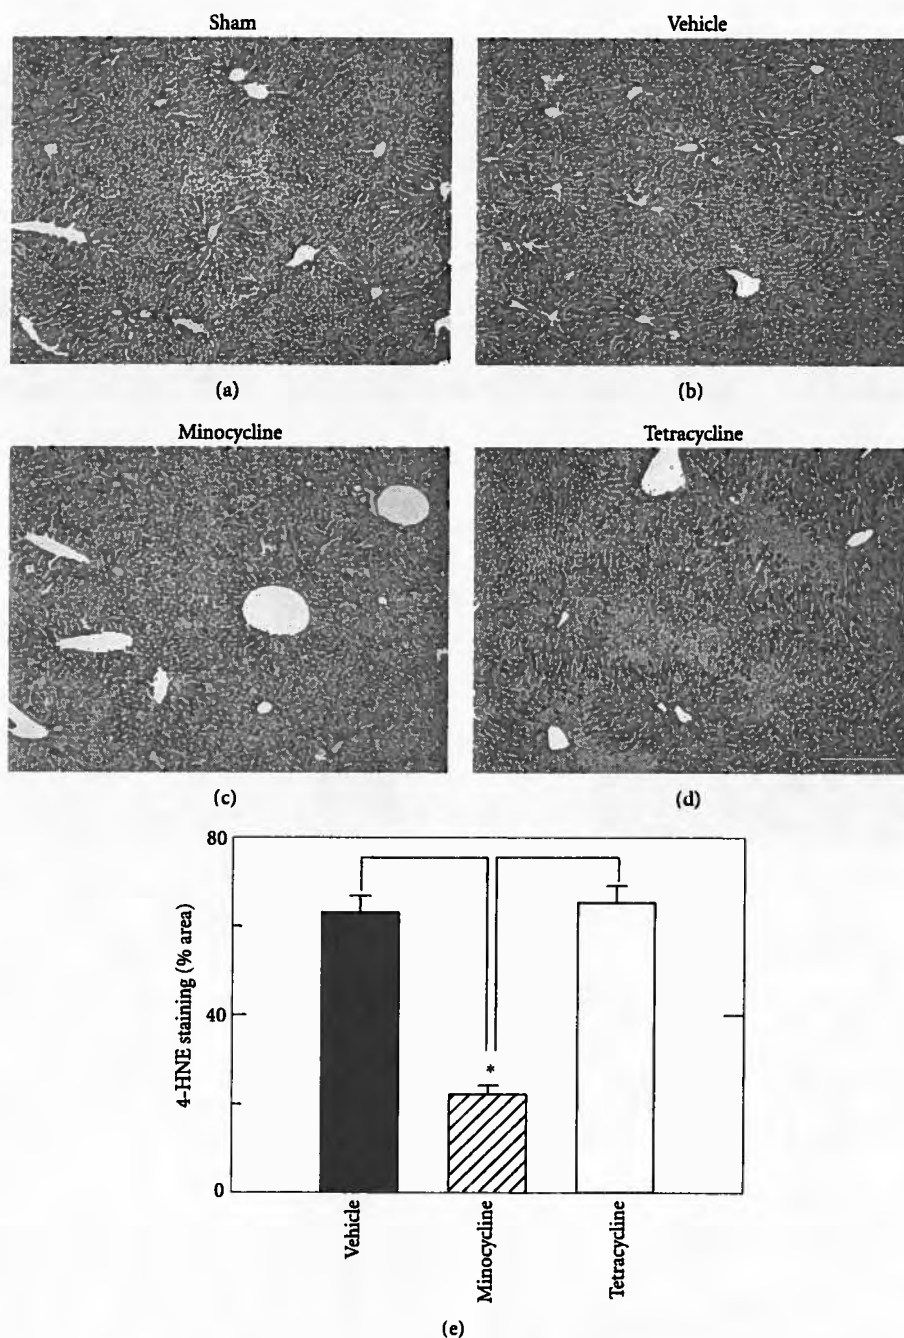 Sham
Vehicle
(a)
(b)
Minocycline
Tetracycline
(c)
(d)
80
40
0
4-HNE staining (% area)
*
Vehicle
Minocycline
Tetracycline
(e)